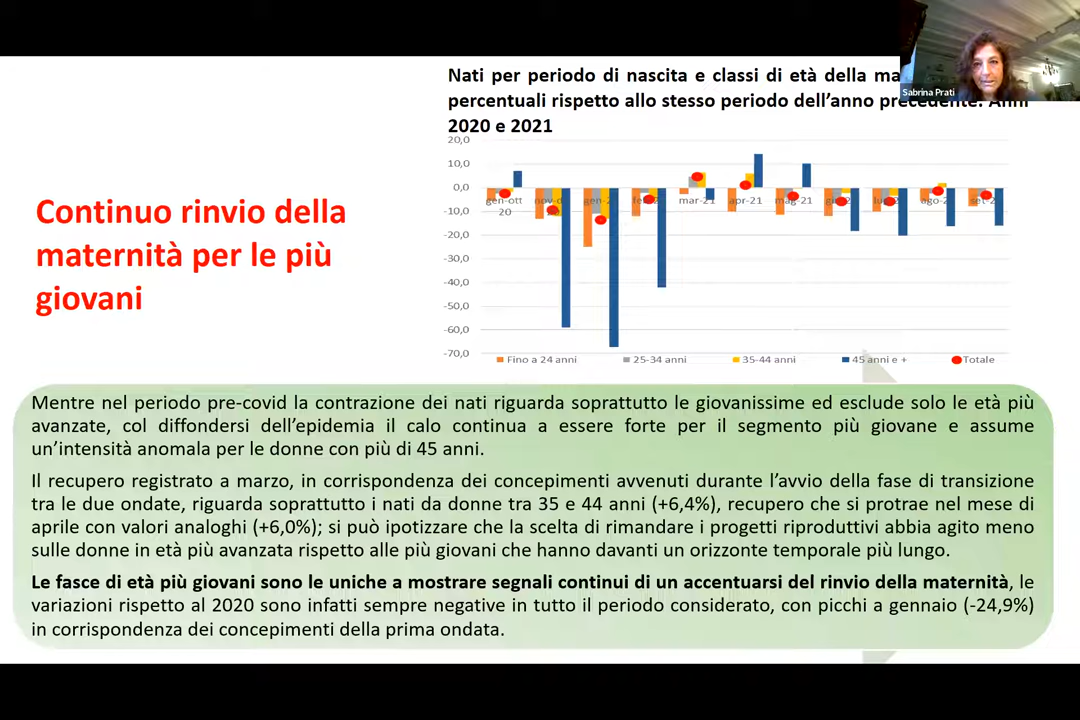 Nati per periodo di nascita e classi di età della
percentuali rispetto allo stesso periodo dell'anno precedente.
2020 e 2021
Sabrina Prati
20,0
10,0
0,0
-10,0
-20,0
-30,0
-40,0
-50,0
-60,0
-70,0
gen-ott
20
mar-21
apr-21
mag-21
Fino a 24 anni
25-34 anni
35-44 anni
45 anni e +
Totale
Continuo rinvio della
maternità per le più
giovani
Mentre nel periodo pre-covid la contrazione dei nati riguarda soprattutto le giovanissime ed esclude solo le età più
avanzate, col diffondersi dell'epidemia il calo continua a essere forte per il segmento più giovane e assume
un'intensità anomala per le donne con più di 45 anni.
Il recupero registrato a marzo, in corrispondenza dei concepimenti avvenuti durante l'avvio della fase di transizione
tra le due ondate, riguarda soprattutto i nati da donne tra 35 e 44 anni (+6,4%), recupero che si protrae nel mese di
aprile con valori analoghi (+6,0%); si può ipotizzare che la scelta di rimandare i progetti riproduttivi abbia agito meno
sulle donne in età più avanzata rispetto alle più giovani che hanno davanti un orizzonte temporale più lungo.
Le fasce di età più giovani sono le uniche a mostrare segnali continui di un accentuarsi del rinvio della maternità, le
variazioni rispetto al 2020 sono infatti sempre negative in tutto il periodo considerato, con picchi a gennaio (-24,9%)
in corrispondenza dei concepimenti della prima ondata.